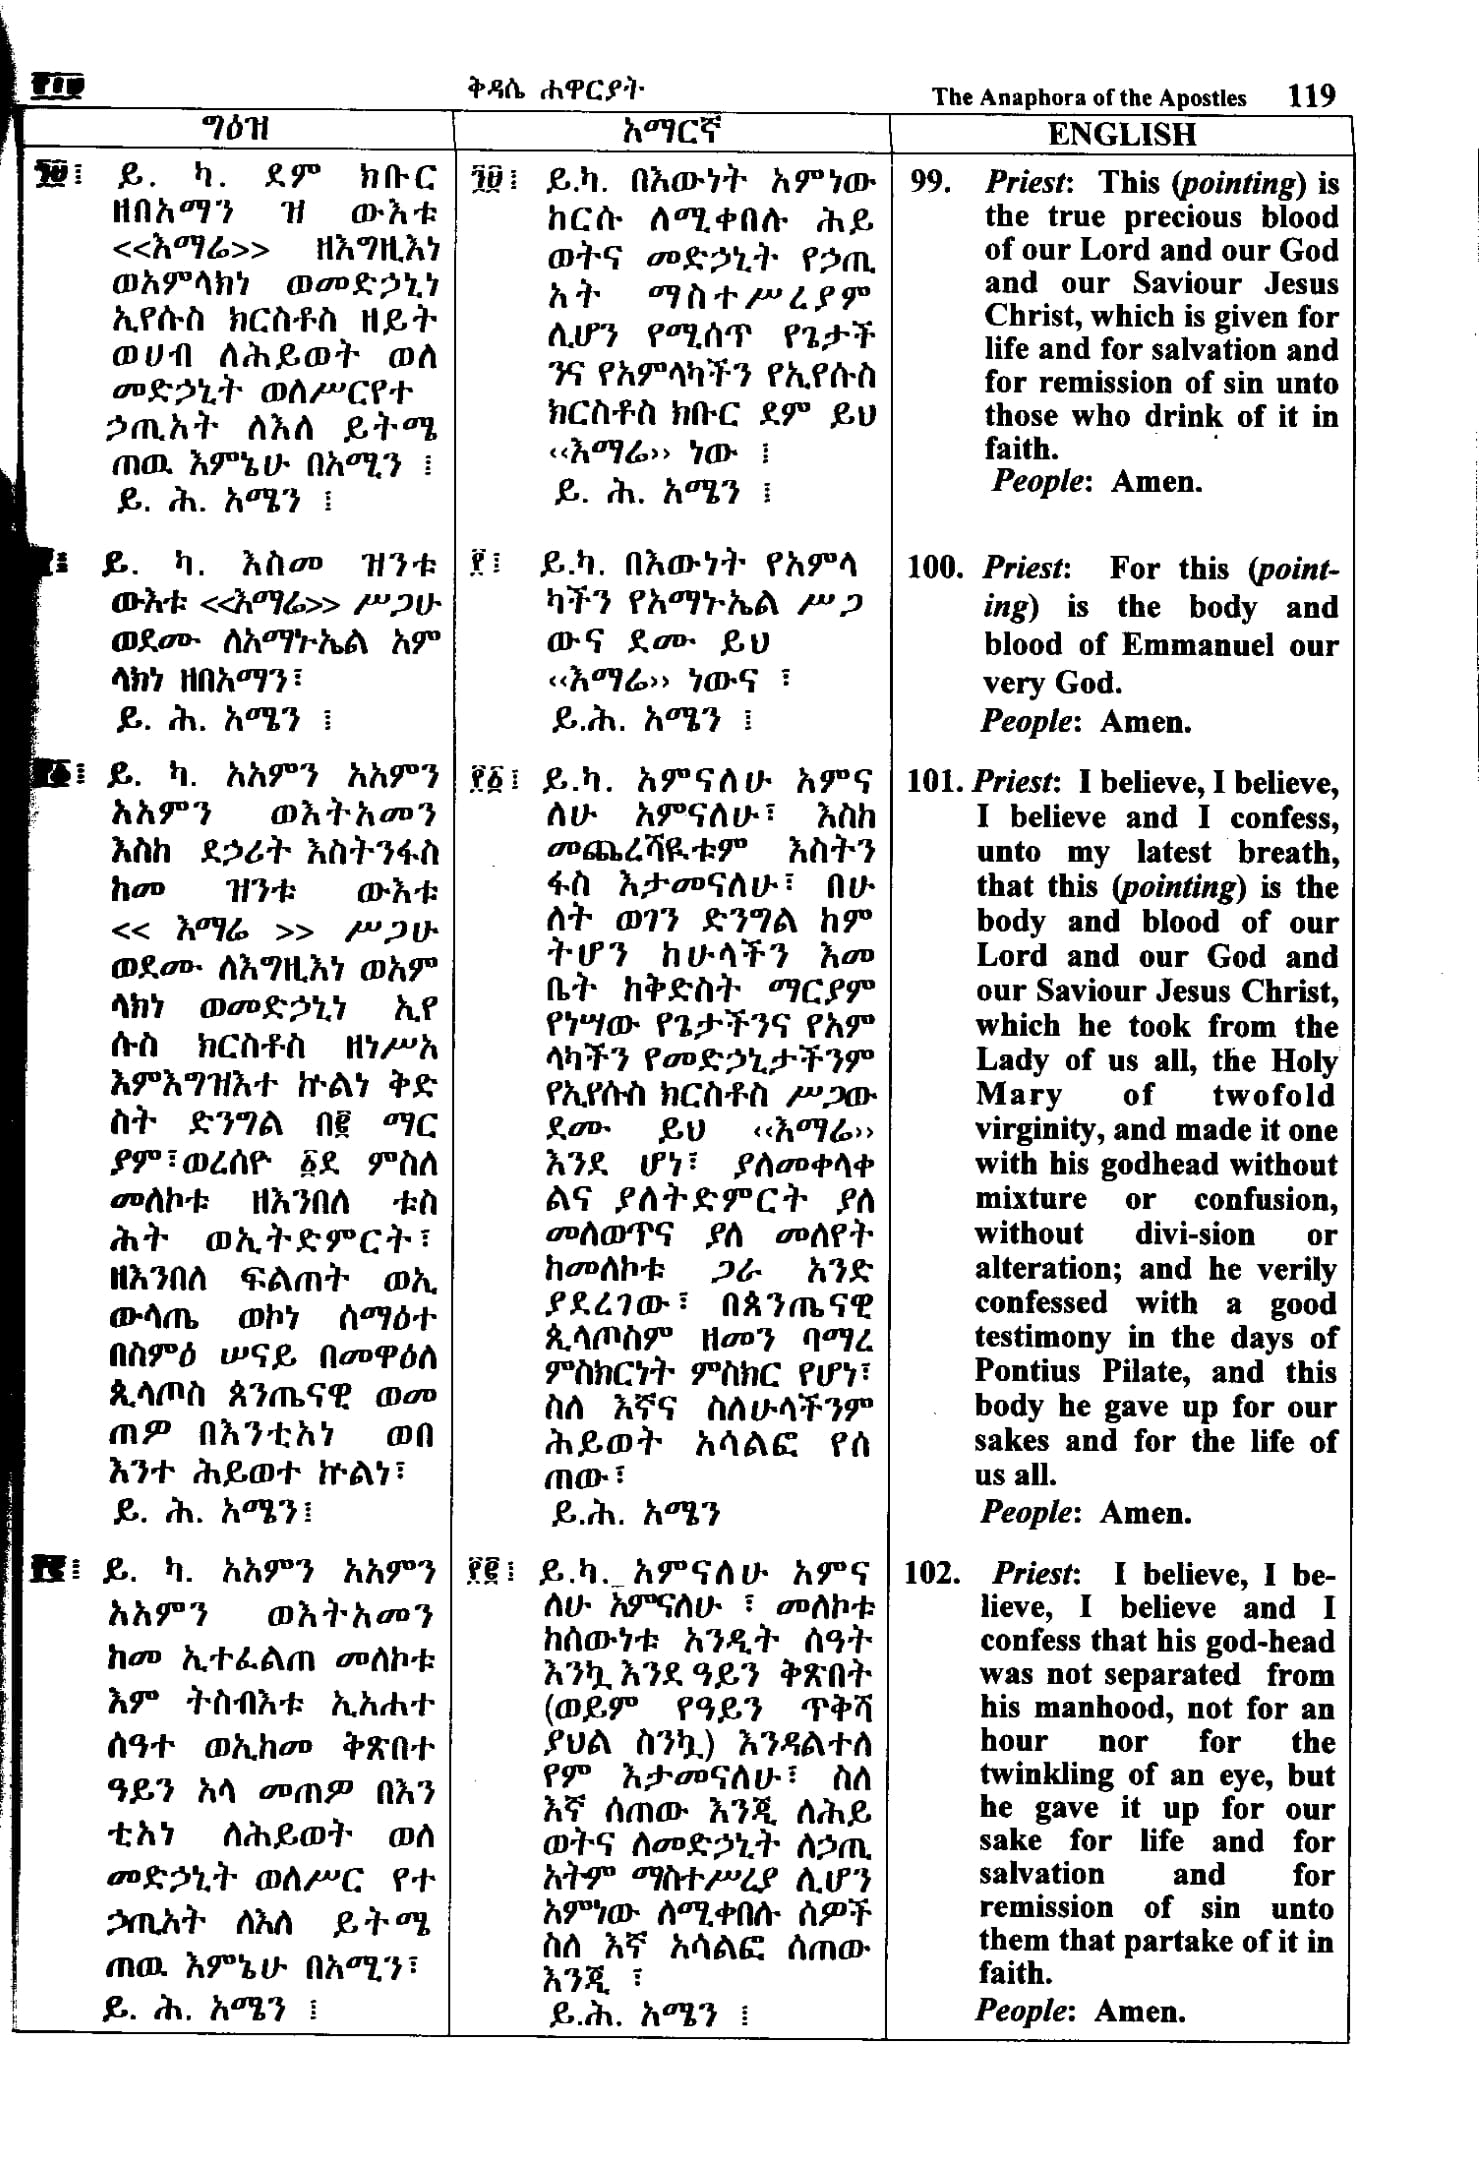 ፻፲፱ ቅዳሴ ሐዋርያት The Anaphora of the Apostles 119
ግዕዝ
፺፱፤ ይ. ካ. ደም ክቡር
ዘበአማን ዝ ውእቱ
<<እማሬ>> ዘእግዚእነ
ወአምላክነ ወመድኃኒነ
ኢየሱስ ክርስቶስ ዘይት
ወሀብ ለሕይወት ወለ
መድኃኒት ወለሥርየተ
ኃጢአት ለእለ ይትሜ
ጠዉ እምኔሁ በአሚን ፤
ይ. ሕ. አሜን ፤
፻፤ ይ. ካ. እስመ ዝንቱ
ውእቱ <<እማሬ>> ሥጋሁ
ወደሙ ለአማኑኤል አም
ላክነ ዘበአማን፣
ይ. ሕ. አሜን ፤
፻፩፤ ይ. ካ. አአምን አአምን
አአምን ወእትአመን
እስከ ደኃሪት እስትንፋስ
ከመ ዝንቱ ውእቱ
<< እማሬ >> ሥጋሁ
ወደሙ ለእግዚእነ ወአም
ላክነ ወመድኃኒነ ኢየ
ሱስ ክርስቶስ ዘነሥአ
እምእግዝእተ ኵልነ ቅድ
ስት ድንግል በ፪ ማር
ያም፣ወረሰዮ ፩ደ ምስለ
መለኮቱ ዘእንበለ ቱስ
ሕት ወኢትድምርት፣
ዘእንበለ ፍልጠት ወኢ
ውላጤ ወኮነ ሰማዕተ
በስምዕ ሠናይ በመዋዕለ
ጲላጦስ ጰንጤናዊ ወመ
ጠዎ በእንቲአነ ወበ
እንተ ሕይወተ ኵልነ፣
ይ. ሕ. አሜን፤
፻፪፤ ይ. ካ. አአምን አአምን
አአምን ወእትአመን
ከመ ኢተፈልጠ መለኮቱ
እም ትስብእቱ ኢአሐተ
ሰዓተ ወኢከመ ቅጽበተ
ዓይን አላ መጠዎ በእን
ቲአነ ለሕይወት ወለ
መድኃኒት ወለሥር የተ
ኃጢአት ለእለ ይትሜ
ጠዉ እምኔሁ በአሚን፣
ይ. ሕ. አሜን ፤
አማርኛ
፺፱፤ ይ.ካ. በእውነት አምነው
ከርሱ ለሚቀበሉ ሕይ
ወትና መድኃኒት የኃጢ
አት ማስተሥረያም
ሊሆን የሚሰጥ የጌታች
ንና የአምላካችን የኢየሱስ
ክርስቶስ ክቡር ደም ይህ
‹‹እማሬ›› ነው ፤
ይ. ሕ. አሜን ፤
፻፤ ይ.ካ. በእውነት የአምላ
ካችን የአማኑኤል ሥጋ
ውና ደሙ ይህ
‹‹እማሬ›› ነውና ፣
ይ.ሕ. አሜን ፤
፻፩፤ ይ.ካ. አምናለሁ አምና
ለሁ አምናለሁ፣ እስከ
መጨረሻዪቱም እስትን
ፋስ እታመናለሁ፣ በሁ
ለት ወገን ድንግል ከም
ትሆን ከሁላችን እመ
ቤት ከቅድስት ማርያም
የነሣው የጌታችንና የአም
ላካችን የመድኃኒታችንም
የኢየሱስ ክርስቶስ ሥጋው
ደሙ ይህ ‹‹እማሬ››
እንደ ሆነ፣ ያለመቀላቀ
ልና ያለትድምርት ያለ
መለወጥና ያለ መለየት
ከመለኮቱ ጋራ አንድ
ያደረገው፣ በጰንጤናዊ
ጲላጦስም ዘመን ባማረ
ምስክርነት ምስክር የሆነ፣
ስለ እኛና ስለሁላችንም
ሕይወት አሳልፎ የሰ
ጠው፣
ይ.ሕ. አሜን
፻፪፤ ይ.ካ. አምናለሁ አምና
ለሁ አምናለሁ ፣ መለኮቱ
ከሰውነቱ አንዲት ሰዓት
እንኳ እንደ ዓይን ቅጽበት
(ወይም የዓይን ጥቅሻ
ያህል ስንኳ) እንዳልተለ
የም እታመናለሁ፣ ስለ
እኛ ሰጠው እንጂ ለሕይ
ወትና ለመድኃኒት ለኃጢ
አትም ማስተሥረያ ሊሆን
አምነው ለሚቀበሉ ሰዎች
ስለ እኛ አሳልፎ ሰጠው
እንጂ ፣
ይ.ሕ. አሜን ፤
ENGLISH
99. Priest: This (pointing) is
the true precious blood
of our Lord and our God
and our Saviour Jesus
Christ, which is given for
life and for salvation and
for remission of sin unto
those who drink of it in
faith.
People: Amen.
100. Priest: For this (point-
ing) is the body and
blood of Emmanuel our
very God.
People: Amen.
101. Priest: I believe, I believe,
I believe and I confess,
unto my latest breath,
that this (pointing) is the
body and blood of our
Lord and our God and
our Saviour Jesus Christ,
which he took from the
Lady of us all, the Holy
Mary of twofold
virginity, and made it one
with his godhead without
mixture or confusion,
without divi-sion or
alteration; and he verily
confessed with a good
testimony in the days of
Pontius Pilate, and this
body he gave up for our
sakes and for the life of
us all.
People: Amen.
102. Priest: I believe, I be-
lieve, I believe and I
confess that his god-head
was not separated from
his manhood, not for an
hour nor for the
twinkling of an eye, but
he gave it up for our
sake for life and for
salvation and for
remission of sin unto
them that partake of it in
faith.
People: Amen.